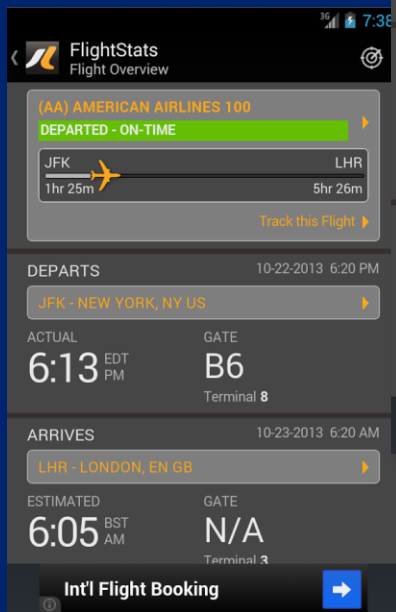 3G 7:38
FlightStats
Flight Overview
(AA) AMERICAN AIRLINES 100
DEPARTED - ON-TIME
JFK LHR
1hr 25m 5hr 26m
Track this Flight
DEPARTS 10-22-2013 6:20 PM
JFK - NEW YORK, NY US
ACTUAL GATE
6:13 EDT PM B6
Terminal 8
ARRIVES 10-23-2013 6:20 AM
LHR - LONDON, EN GB
ESTIMATED GATE
6:05 BST AM N/A
Terminal 3
Int'l Flight Booking